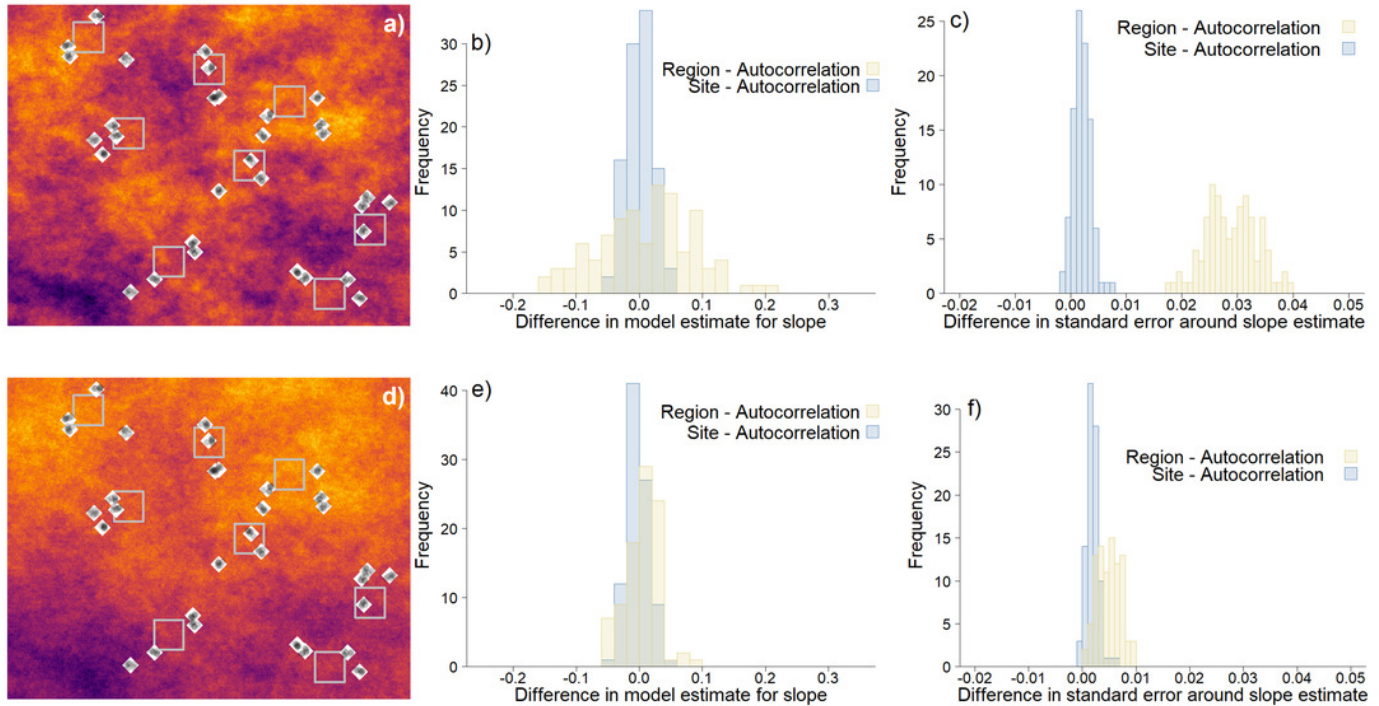 a)
b)
Region - Autocorrelation
Site - Autocorrelation
Frequency
30
25
20
15
10
5
0
-0.2 -0.1 0.0 0.1 0.2 0.3
Difference in model estimate for slope
c)
Region - Autocorrelation
Site - Autocorrelation
Frequency
25
20
15
10
5
0
-0.02 -0.01 0.00 0.01 0.02 0.03 0.04 0.05
Difference in standard error around slope estimate
d)
e)
Region - Autocorrelation
Site - Autocorrelation
Frequency
40
30
20
10
0
-0.2 -0.1 0.0 0.1 0.2 0.3
Difference in model estimate for slope
f)
Region - Autocorrelation
Site - Autocorrelation
Frequency
30
25
20
15
10
5
0
-0.02 -0.01 0.00 0.01 0.02 0.03 0.04 0.05
Difference in standard error around slope estimate